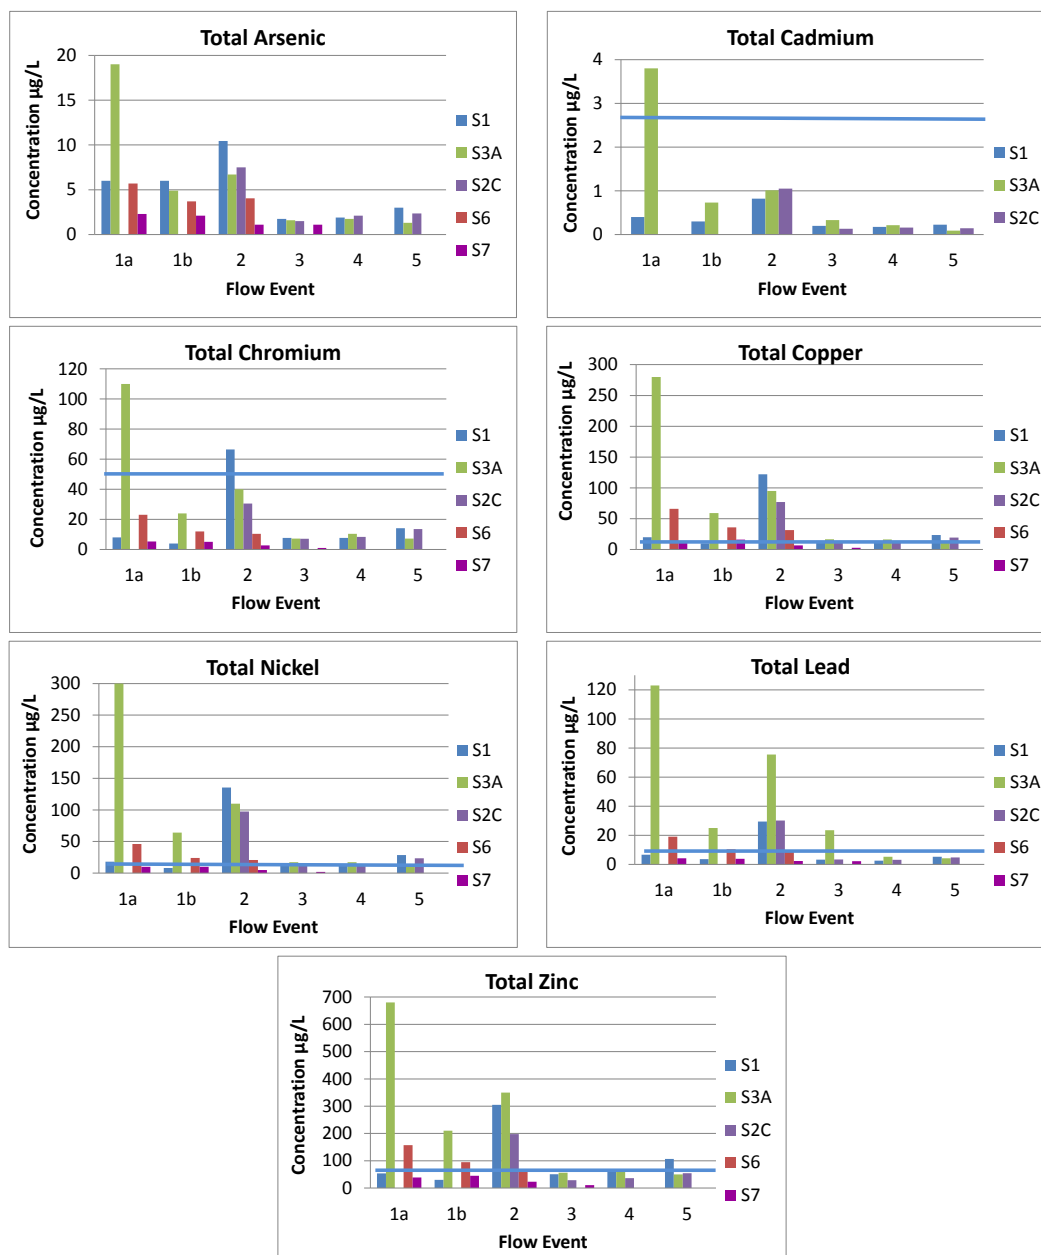 Total Arsenic
Concentration µg/L
20
15
10
5
0
1a 1b 2 3 4 5
Flow Event
S1
S3A
S2C
S6
S7
Total Cadmium
Concentration µg/L
4
3
2
1
0
1a 1b 2 3 4 5
Flow Event
S1
S3A
S2C
Total Chromium
Concentration µg/L
120
100
80
60
40
20
0
1a 1b 2 3 4 5
Flow Event
S1
S3A
S2C
S6
S7
Total Copper
Concentration µg/L
300
250
200
150
100
50
0
1a 1b 2 3 4 5
Flow Event
S1
S3A
S2C
S6
S7
Total Nickel
Concentration µg/L
300
250
200
150
100
50
0
1a 1b 2 3 4 5
Flow Event
S1
S3A
S2C
S6
S7
Total Lead
Concentration µg/L
120
100
80
60
40
20
0
1a 1b 2 3 4 5
Flow Event
S1
S3A
S2C
S6
S7
Total Zinc
Concentration µg/L
700
600
500
400
300
200
100
0
1a 1b 2 3 4 5
Flow Event
S1
S3A
S2C
S6
S7